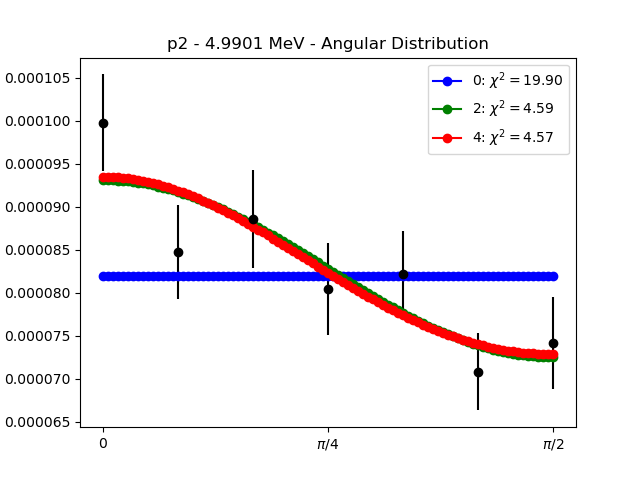 p2 - 4.9901 MeV - Angular Distribution
0.000105
0.000100
0.000095
0.000090
0.000085
0.000080
0.000075
0.000070
0.000065
0: χ² = 19.90
2: χ² = 4.59
4: χ² = 4.57
0
π/4
π/2